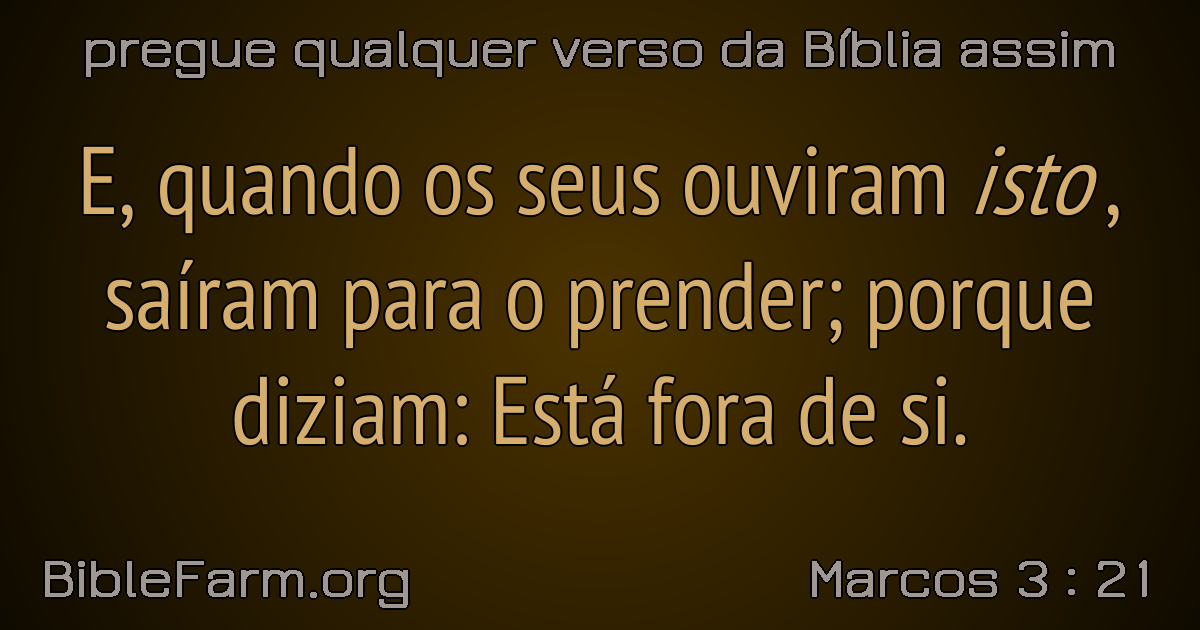 pregue qualquer verso da Bíblia assim
E, quando os seus ouviram isto,
saíram para o prender; porque
diziam: Está fora de si.
BibleFarm.org
Marcos 3 : 21